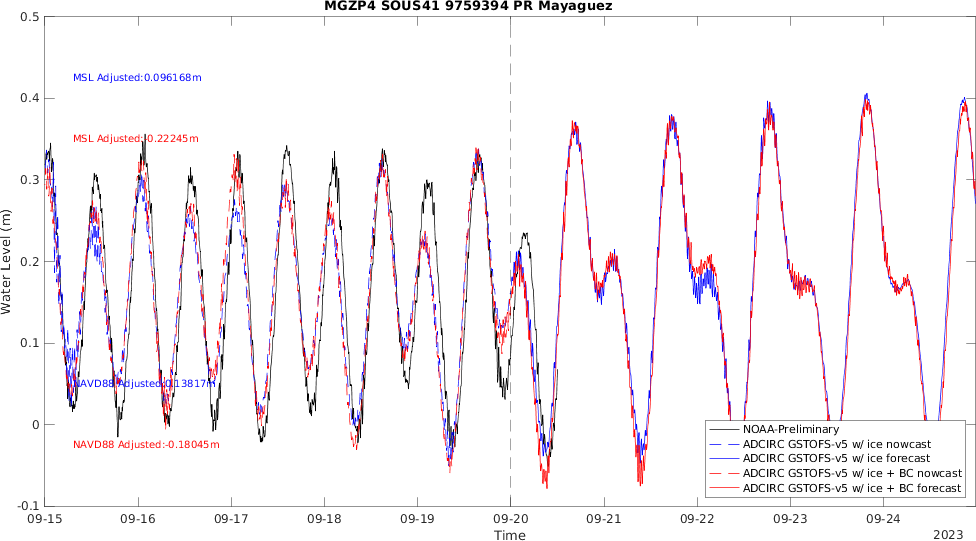 MGZP4 SOUS41 9759394 PR Mayaguez
0.5
0.4
0.3
0.2
0.1
0
-0.1
Water Level (m)
MSL Adjusted:0.096168m
MSL Adjusted:-0.22245m
NAVD88 Adjusted:0.13817m
NAVD88 Adjusted:-0.18045m
NOAA-Preliminary
ADCIRC GSTOFS-v5 w/ ice nowcast
ADCIRC GSTOFS-v5 w/ ice forecast
ADCIRC GSTOFS-v5 w/ ice + BC nowcast
ADCIRC GSTOFS-v5 w/ ice + BC forecast
09-15 09-16 09-17 09-18 09-19 09-20 09-21 09-22 09-23 09-24
Time
2023